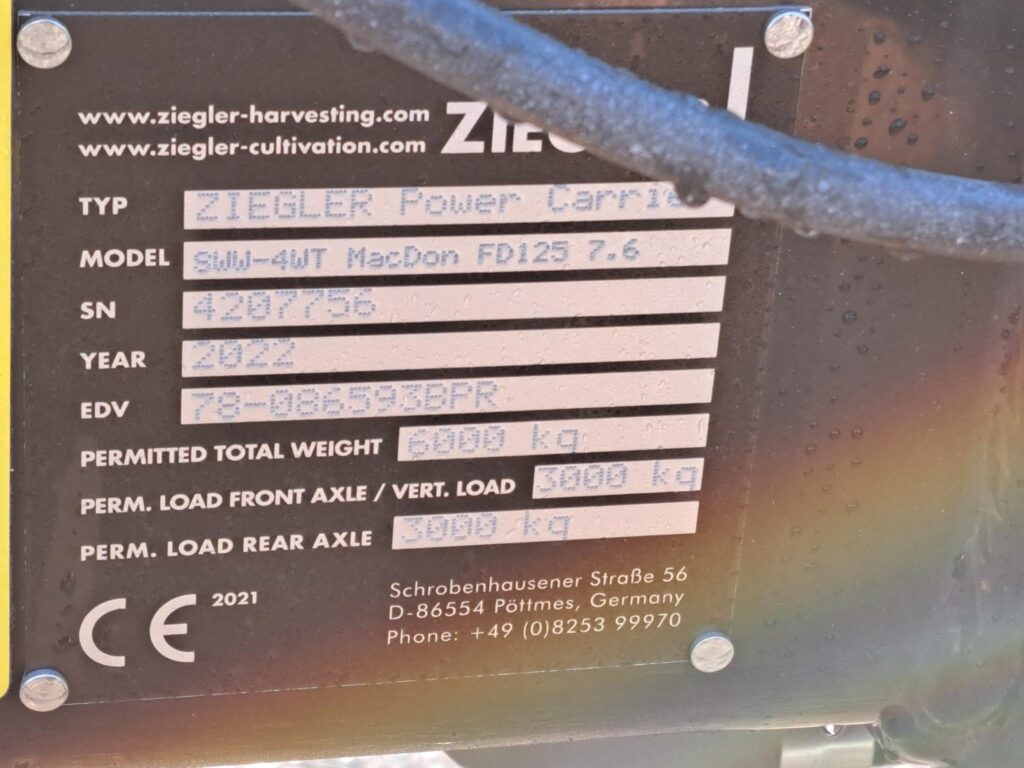 www.ziegler-harvesting.com
www.ziegler-cultivation.com
TYP ZIEGLER Power
MODEL SWW-4WT MacDon FD125 7.6
SN 4207756
YEAR 2022
EDV 78-086593BPR
PERMITTED TOTAL WEIGHT 6000 kg
PERM. LOAD FRONT AXLE / VERT. LOAD 3000 kg
PERM. LOAD REAR AXLE 3000 kg
CE 2021
Schrobenhausener Straße 56
D-86554 Pöttmes, Germany
Phone: +49 (0)8253 99970